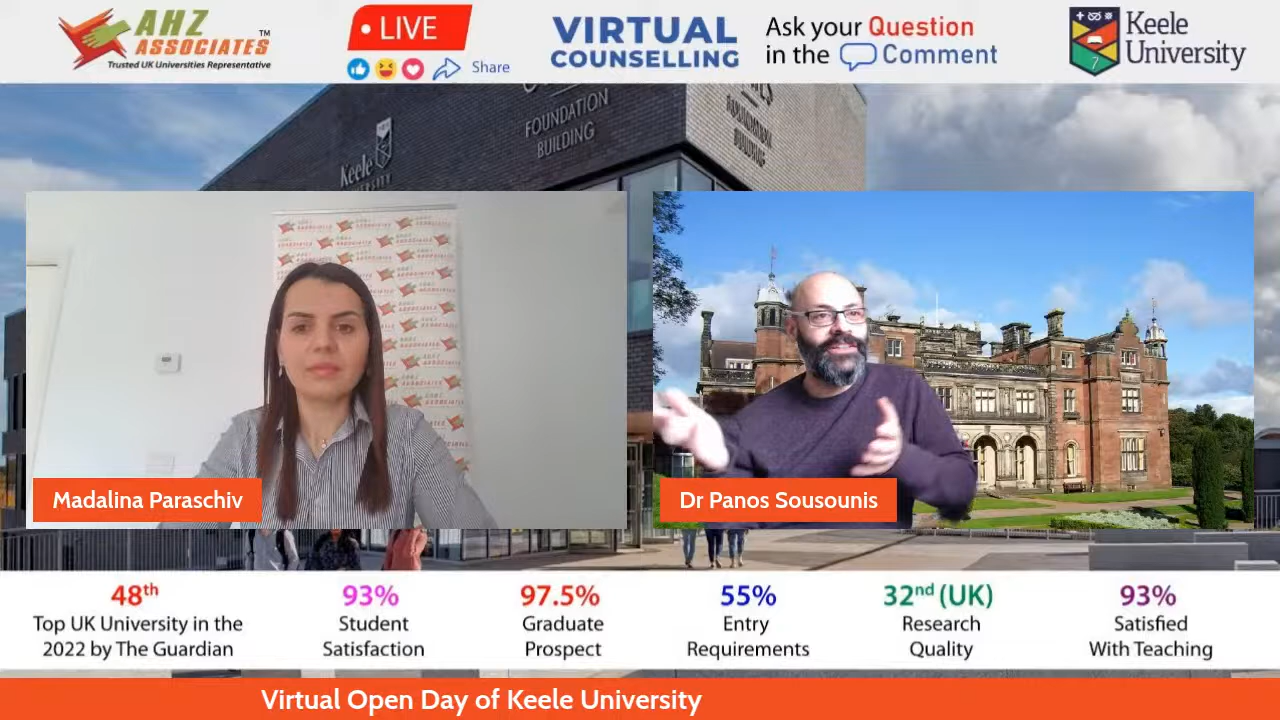 AHZ
ASSOCIATES
TM
Trusted UK Universities Representative
LIVE
Share
VIRTUAL
COUNSELLING
Ask your Question
in the Comment
Keele
University
FOUNDATION
BUILDING
Keele
FOUNDATION
BUILDING
Madalina Paraschiv
Dr Panos Sousounis
48th
Top UK University in the
2022 by The Guardian
93%
Student
Satisfaction
97.5%
Graduate
Prospect
55%
Entry
Requirements
32nd (UK)
Research
Quality
93%
Satisfied
With Teaching
Virtual Open Day of Keele University